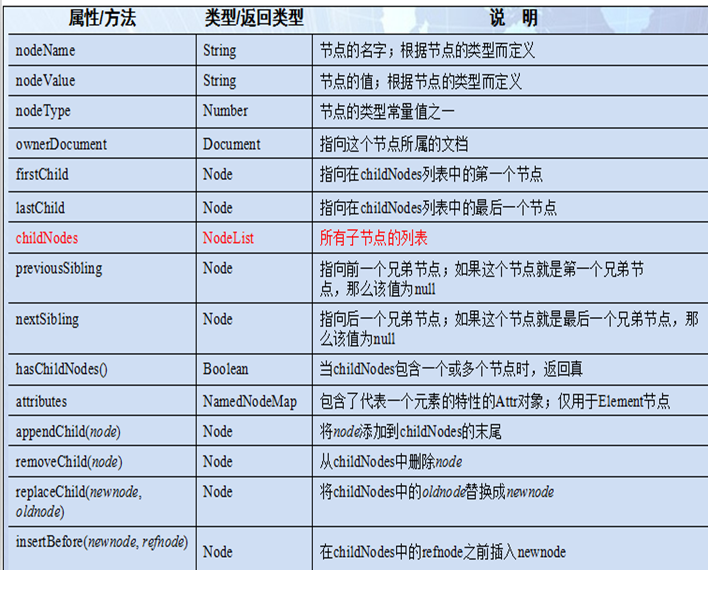 属性/方法 类型/返回类型 说 明
nodeName String 节点的名字；根据节点的类型而定义
nodeValue String 节点的值；根据节点的类型而定义
nodeType Number 节点的类型常量值之一
ownerDocument Document 指向这个节点所属的文档
firstChild Node 指向在childNodes列表中的第一个节点
lastChild Node 指向在childNodes列表中的最后一个节点
childNodes NodeList 所有子节点的列表
previousSibling Node 指向前一个兄弟节点；如果这个节点就是第一个兄弟节
点，那么该值为null
nextSibling Node 指向后一个兄弟节点；如果这个节点就是最后一个兄弟节点，那
么该值为null
hasChildNodes() Boolean 当childNodes包含一个或多个节点时，返回真
attributes NamedNodeMap 包含了代表一个元素的特性的Attr对象；仅用于Element节点
appendChild(node) Node 将node添加到childNodes的末尾
removeChild(node) Node 从childNodes中删除node
replaceChild(newnode, Node 将childNodes中的oldnode替换成newnode
oldnode)
insertBefore(newnode, refnode)
Node 在childNodes中的refnode之前插入newnode